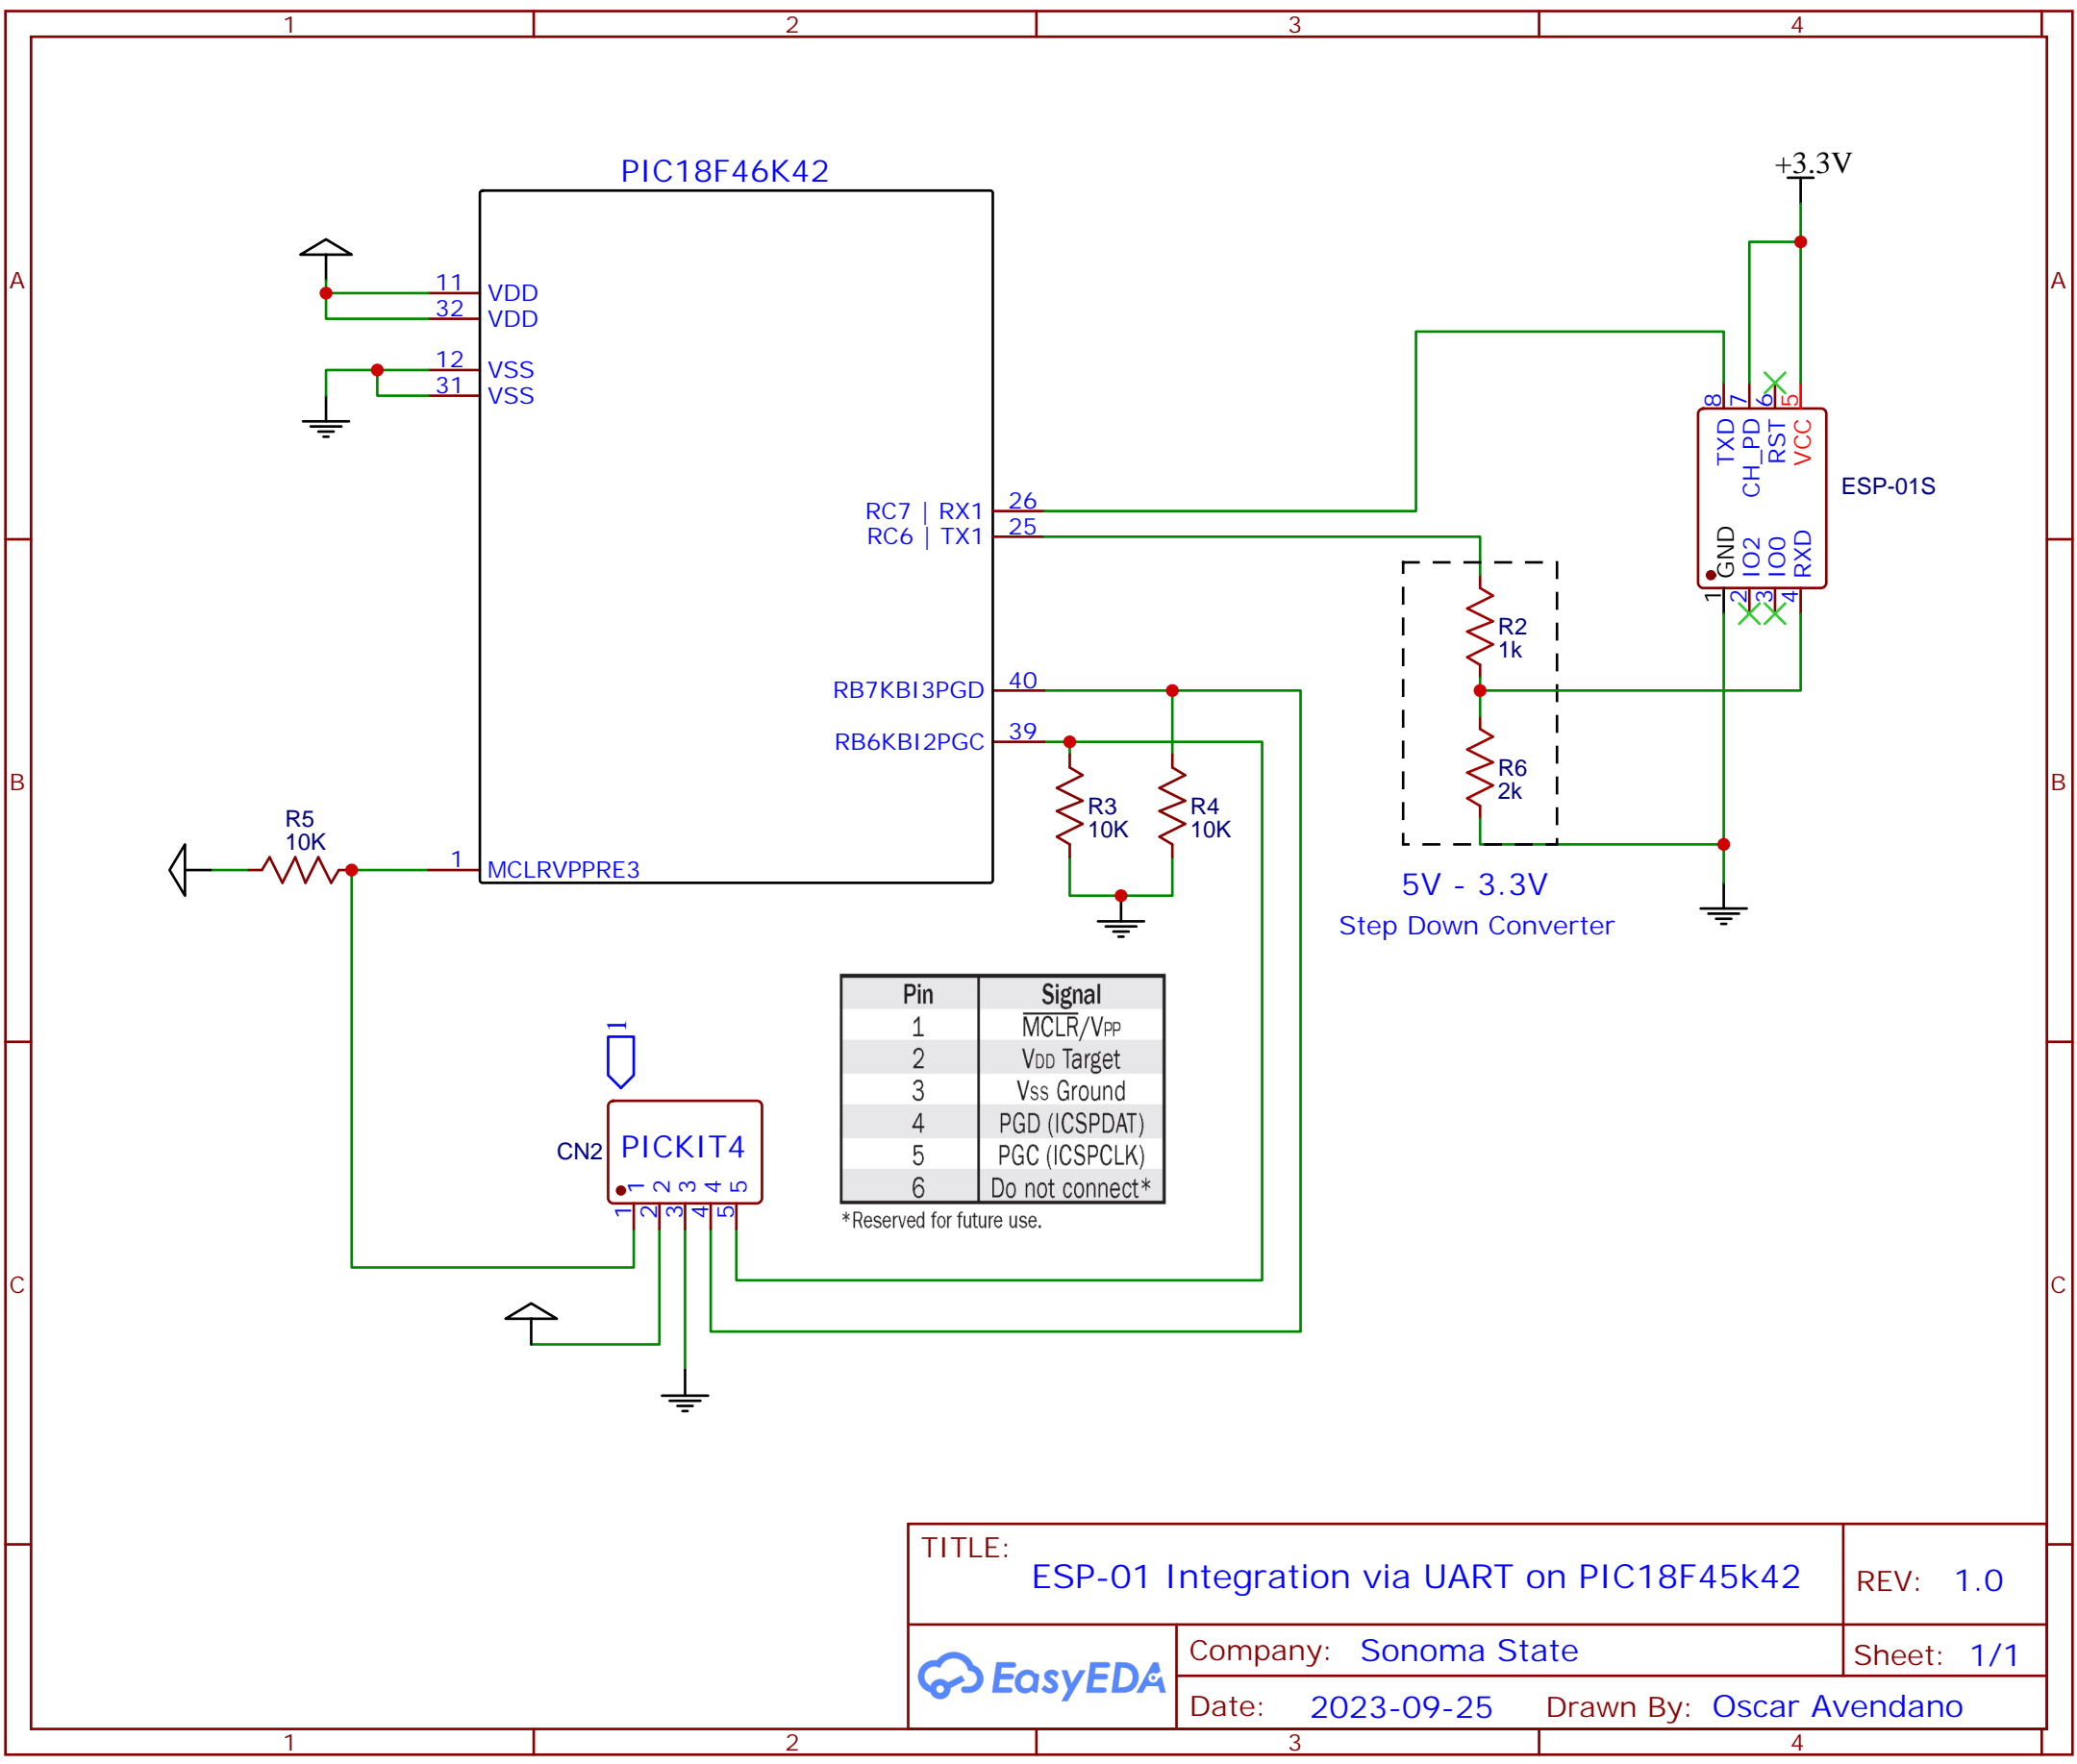 1 2 3 4
A A
B B
C C
PIC18F46K42
11 VDD
32 VDD
12 VSS
31 VSS
RC7 | RX1 26
RC6 | TX1 25
RB7KBI3PGD 40
RB6KBI2PGC 39
1 MCLRVPPRE3
R5
10K
R3
10K
R4
10K
+3.3V
8 7 6 5
TXD CH_PD RST VCC
ESP-01S
GND IO2 IO0 RXD
1 2 3 4
R2
1k
R6
2k
5V - 3.3V
Step Down Converter
1
CN2 PICKIT4
1 2 3 4 5
1 2 3 4 5
Pin Signal
1 MCLR/VPP
2 VDD Target
3 VSS Ground
4 PGD (ICSPDAT)
5 PGC (ICSPCLK)
6 Do not connect*
*Reserved for future use.
TITLE:
ESP-01 Integration via UART on PIC18F45k42
REV: 1.0
EasyEDA
Company: Sonoma State
Sheet: 1/1
Date: 2023-09-25 Drawn By: Oscar Avendano
1 2 3 4